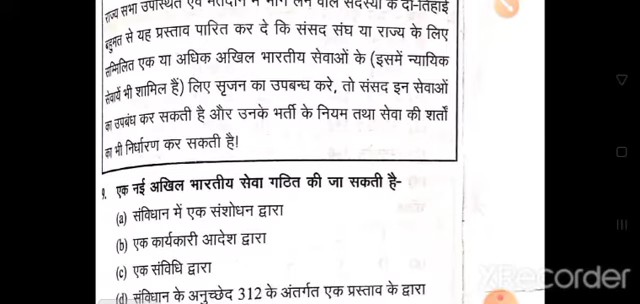 राज्य सभा उपस्थित एवं मतदान में भाग लेने वाले सदस्यों के दो-तिहाई
बहुमत से यह प्रस्ताव पारित कर दे कि संसद संघ या राज्य के लिए
सम्मिलित एक या अधिक अखिल भारतीय सेवाओं के (इसमें न्यायिक
सेवायें भी शामिल हैं) लिए सृजन का उपबन्ध करे, तो संसद इन सेवाओं
का उपबंध कर सकती है और उनके भर्ती के नियम तथा सेवा की शर्तों
का भी निर्धारण कर सकती है।
9. एक नई अखिल भारतीय सेवा गठित की जा सकती है-
(a) संविधान में एक संशोधन द्वारा
(b) एक कार्यकारी आदेश द्वारा
(c) एक संविधि द्वारा
(d) संविधान के अनुच्छेद 312 के अंतर्गत एक प्रस्ताव के द्वारा
XRecorder